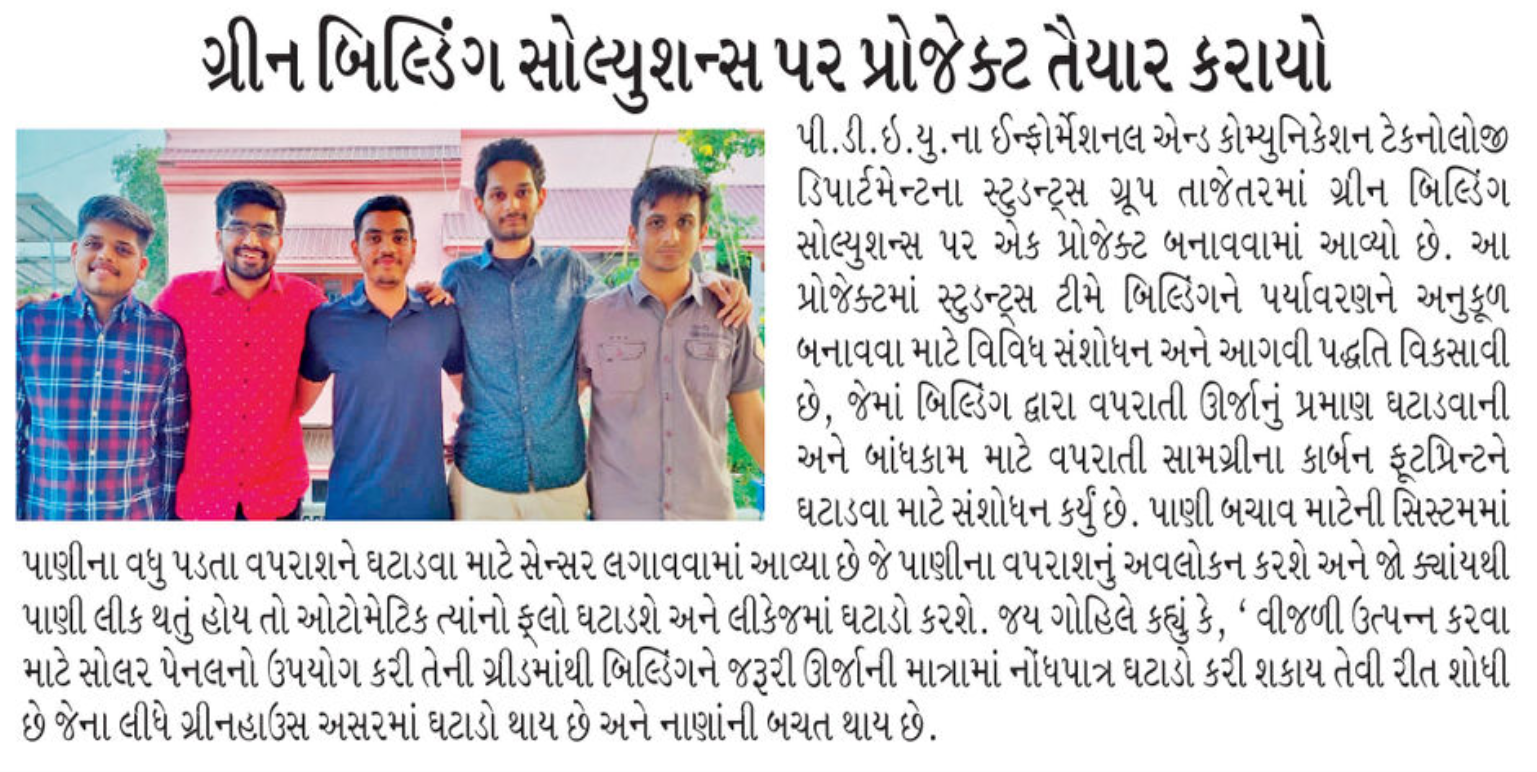 ગ્રીન બિલ્ડિંગ સોલ્યુશન્સ પર પ્રોજેક્ટ તૈયાર કરાયો
પી.ડી.ઇ.યુ.ના ઈન્ફોર્મેશનલ એન્ડ કોમ્યુનિકેશન ટેકનોલોજી
ડિપાર્ટમેન્ટના સ્ટુડન્ટ્સ ગ્રૂપ તાજેતરમાં ગ્રીન બિલ્ડિંગ
સોલ્યુશન્સ પર એક પ્રોજેક્ટ બનાવવામાં આવ્યો છે. આ
પ્રોજેક્ટમાં સ્ટુડન્ટ્સ ટીમે બિલ્ડિંગને પર્યાવરણને અનુકૂળ
બનાવવા માટે વિવિધ સંશોધન અને આગવી પદ્ધતિ વિકસાવી
છે, જેમાં બિલ્ડિંગ દ્વારા વપરાતી ઊર્જાનું પ્રમાણ ઘટાડવાની
અને બાંધકામ માટે વપરાતી સામગ્રીના કાર્બન ફૂટપ્રિન્ટને
ઘટાડવા માટે સંશોધન કર્યું છે. પાણી બચાવ માટેની સિસ્ટમમાં
પાણીના વધુ પડતા વપરાશને ઘટાડવા માટે સેન્સર લગાવવામાં આવ્યા છે જે પાણીના વપરાશનું અવલોકન કરશે અને જો ક્યાંયથી
પાણી લીક થતું હોય તો ઓટોમેટિક ત્યાંનો ફ્લો ઘટાડશે અને લીકેજમાં ઘટાડો કરશે. જય ગોહિલે કહ્યું કે, ‘ વીજળી ઉત્પન્ન કરવા
માટે સોલર પેનલનો ઉપયોગ કરી તેની ગ્રીડમાંથી બિલ્ડિંગને જરૂરી ઊર્જાની માત્રામાં નોંધપાત્ર ઘટાડો કરી શકાય તેવી રીત શોધી
છે જેના લીધે ગ્રીનહાઉસ અસરમાં ઘટાડો થાય છે અને નાણાંની બચત થાય છે.